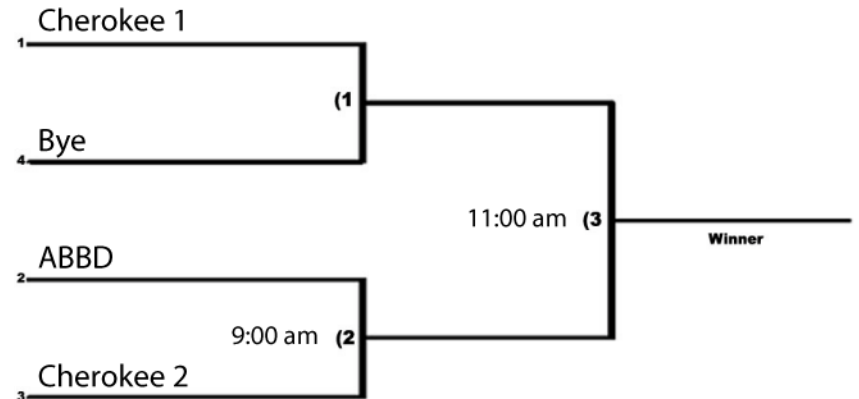 Cherokee 1
1
(1
Bye
4
11:00 am (3
Winner
ABBD
2
9:00 am (2
Cherokee 2
3